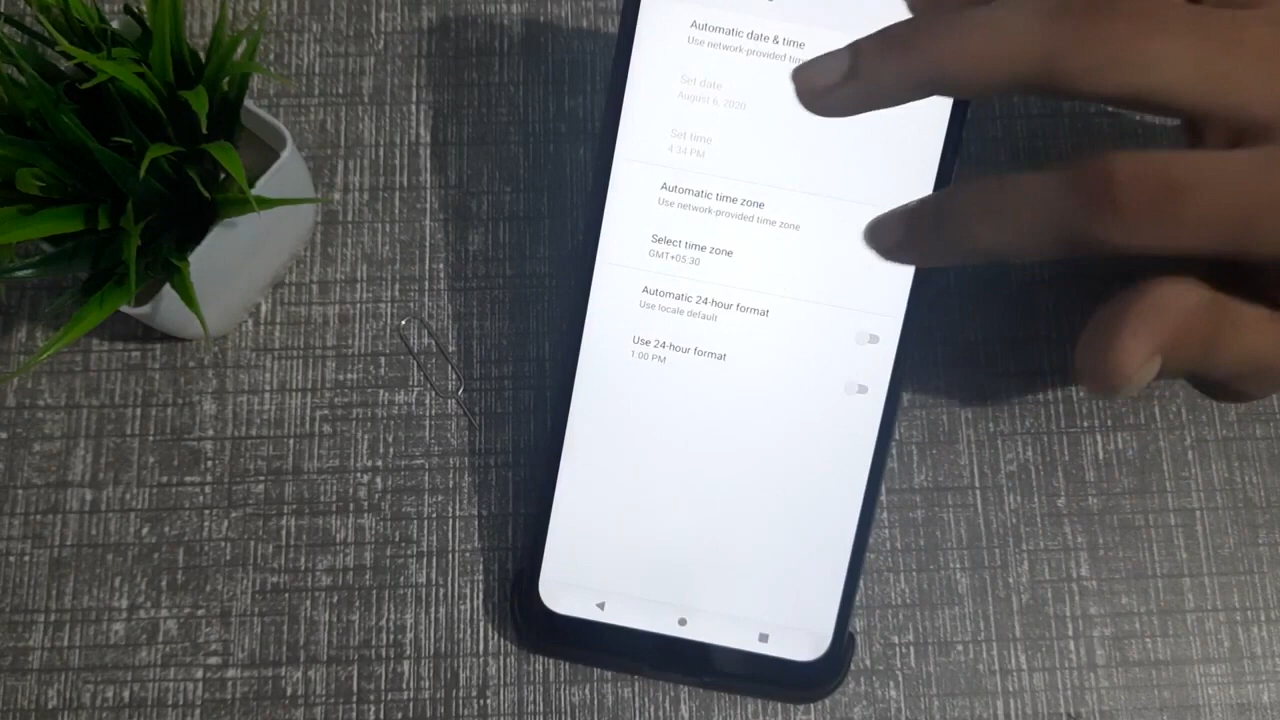 Automatic date & time
Use network-provided time
Set date
August 6, 2020
Set time
4:34 PM
Automatic time zone
Use network-provided time zone
Select time zone
GMT+05:30
Automatic 24-hour format
Use locale default
Use 24-hour format
1:00 PM